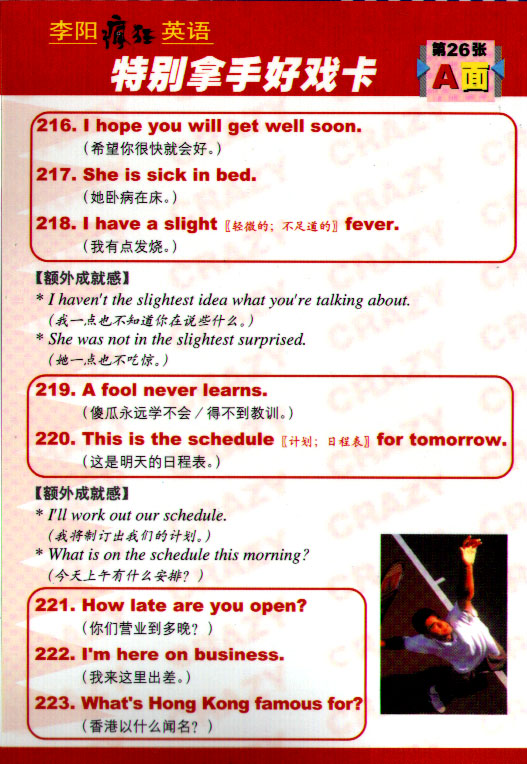 李阳疯狂英语
特别拿手好戏卡
第26张
A面
216. I hope you will get well soon.
（希望你很快就会好。）
217. She is sick in bed.
（她卧病在床。）
218. I have a slight〖轻微的；不足道的〗fever.
（我有点发烧。）
【额外成就感】
* I haven't the slightest idea what you're talking about.
（我一点也不知道你在说些什么。）
* She was not in the slightest surprised.
（她一点也不吃惊。）
219. A fool never learns.
（傻瓜永远学不会/得不到教训。）
220. This is the schedule〖计划；日程表〗for tomorrow.
（这是明天的日程表。）
【额外成就感】
* I'll work out our schedule.
（我将制订出我们的计划。）
* What is on the schedule this morning?
（今天上午有什么安排？）
221. How late are you open?
（你们营业到多晚？）
222. I'm here on business.
（我来这里出差。）
223. What's Hong Kong famous for?
（香港以什么闻名？）